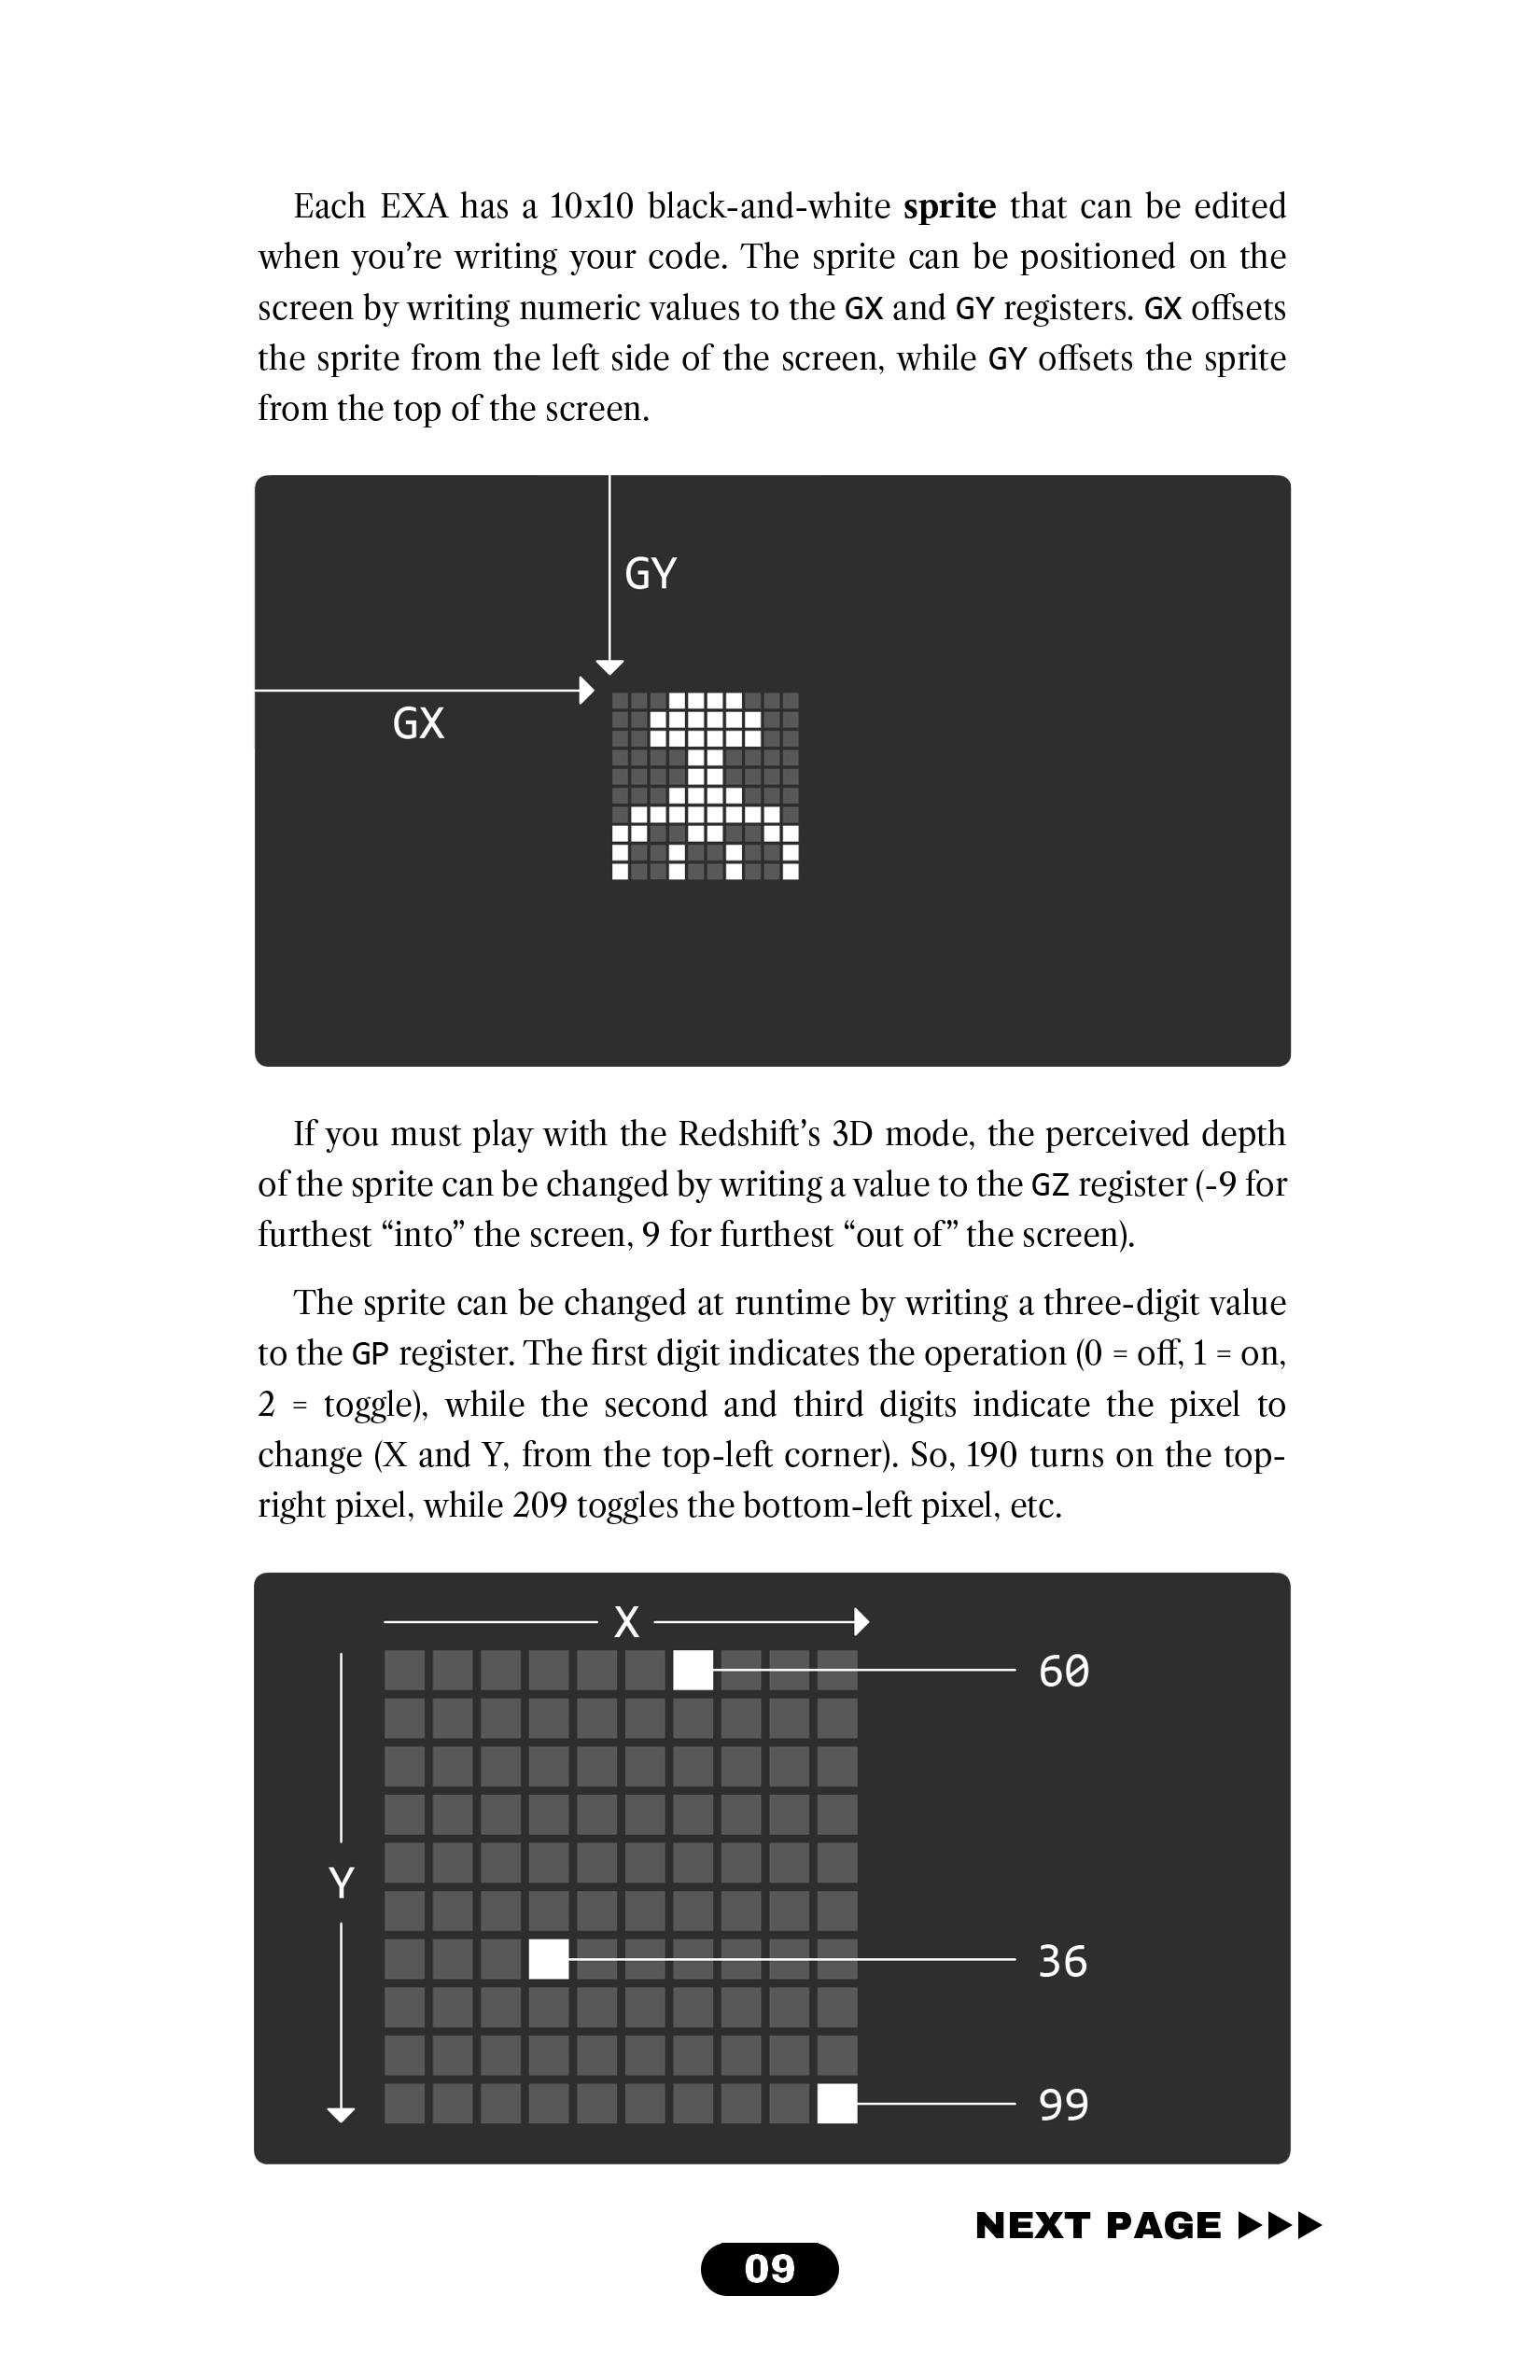 Each EXA has a 10x10 black-and-white sprite that can be edited
when you’re writing your code. The sprite can be positioned on the
screen by writing numeric values to the GX and GY registers. GX offsets
the sprite from the left side of the screen, while GY offsets the sprite
from the top of the screen.
GY
GX
If you must play with the Redshift’s 3D mode, the perceived depth
of the sprite can be changed by writing a value to the GZ register (-9 for
furthest “into” the screen, 9 for furthest “out of” the screen).
The sprite can be changed at runtime by writing a three-digit value
to the GP register. The first digit indicates the operation (0 = off, 1 = on,
2 = toggle), while the second and third digits indicate the pixel to
change (X and Y, from the top-left corner). So, 190 turns on the top-
right pixel, while 209 toggles the bottom-left pixel, etc.
X
60
Y
36
99
NEXT PAGE ▶▶▶
09